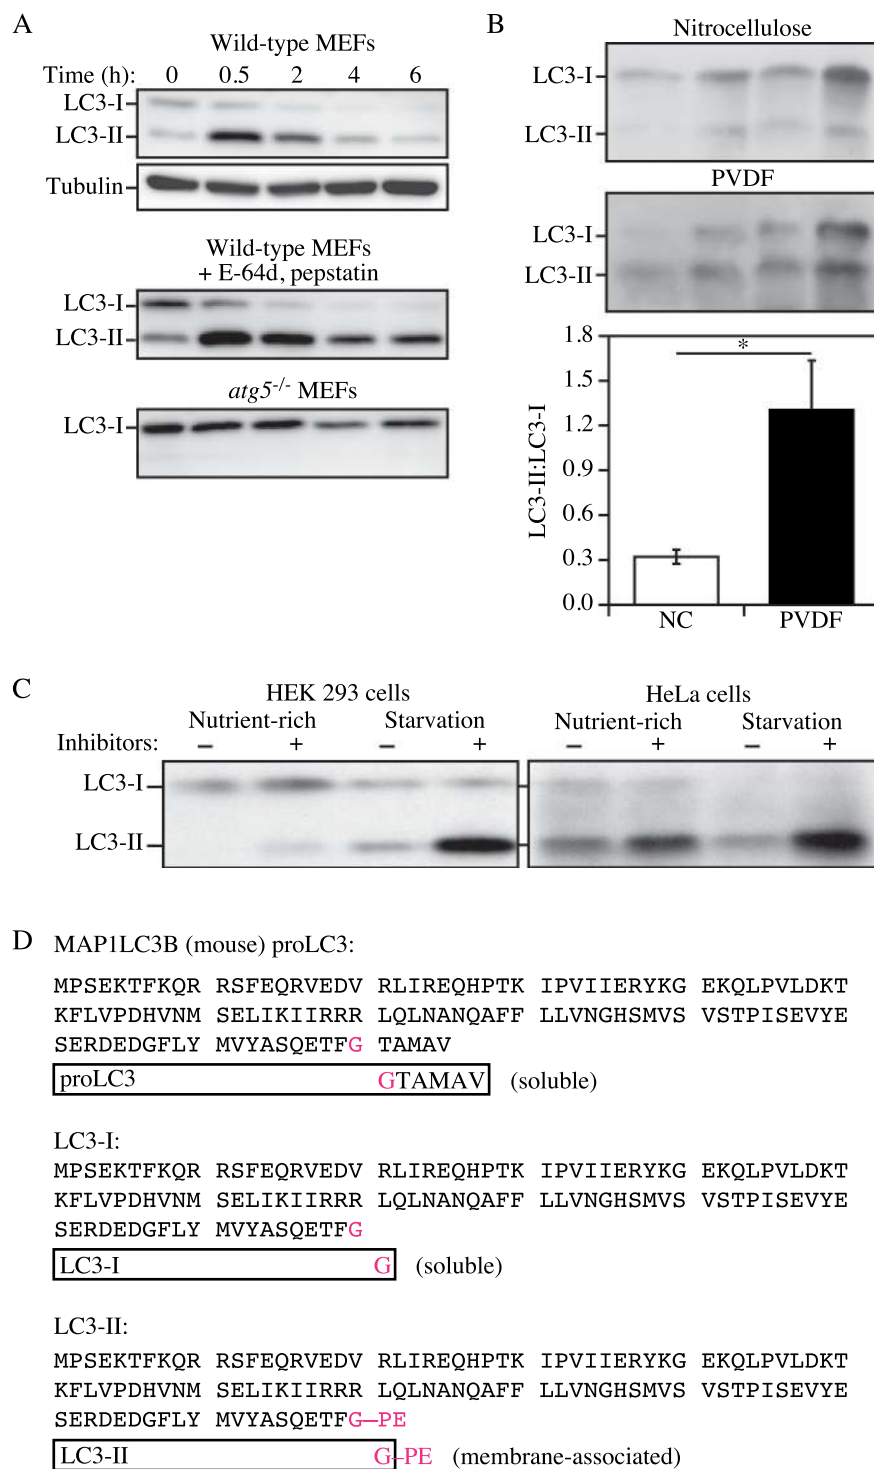 A
Wild-type MEFs
Time (h): 0 0.5 2 4 6
LC3-I
LC3-II
Tubulin
Wild-type MEFs
+ E-64d, pepstatin
LC3-I
LC3-II
atg5-/- MEFs
LC3-I
B
Nitrocellulose
LC3-I
LC3-II
PVDF
LC3-I
LC3-II
LC3-II:LC3-I
1.8
1.5
1.2
0.9
0.6
0.3
0.0
*
NC PVDF
C
HEK 293 cells HeLa cells
Nutrient-rich Starvation Nutrient-rich Starvation
Inhibitors: – + – + – + – +
LC3-I
LC3-II
D
MAP1LC3B (mouse) proLC3:
MPSEKTFKQR RSFEQRVEDV RLIREQHPTK IPVIIERYKG EKQLPVLDKT
KFLVPDHVNM SELIKIIRRR LQLNANQAFF LLVNGHSMVS VSTPISEVYE
SERDEDGFLY MVYASQETFG TAMAV
proLC3 GTAMAV (soluble)
LC3-I:
MPSEKTFKQR RSFEQRVEDV RLIREQHPTK IPVIIERYKG EKQLPVLDKT
KFLVPDHVNM SELIKIIRRR LQLNANQAFF LLVNGHSMVS VSTPISEVYE
SERDEDGFLY MVYASQETFG
LC3-I G (soluble)
LC3-II:
MPSEKTFKQR RSFEQRVEDV RLIREQHPTK IPVIIERYKG EKQLPVLDKT
KFLVPDHVNM SELIKIIRRR LQLNANQAFF LLVNGHSMVS VSTPISEVYE
SERDEDGFLY MVYASQETFG–PE
LC3-II G–PE (membrane-associated)